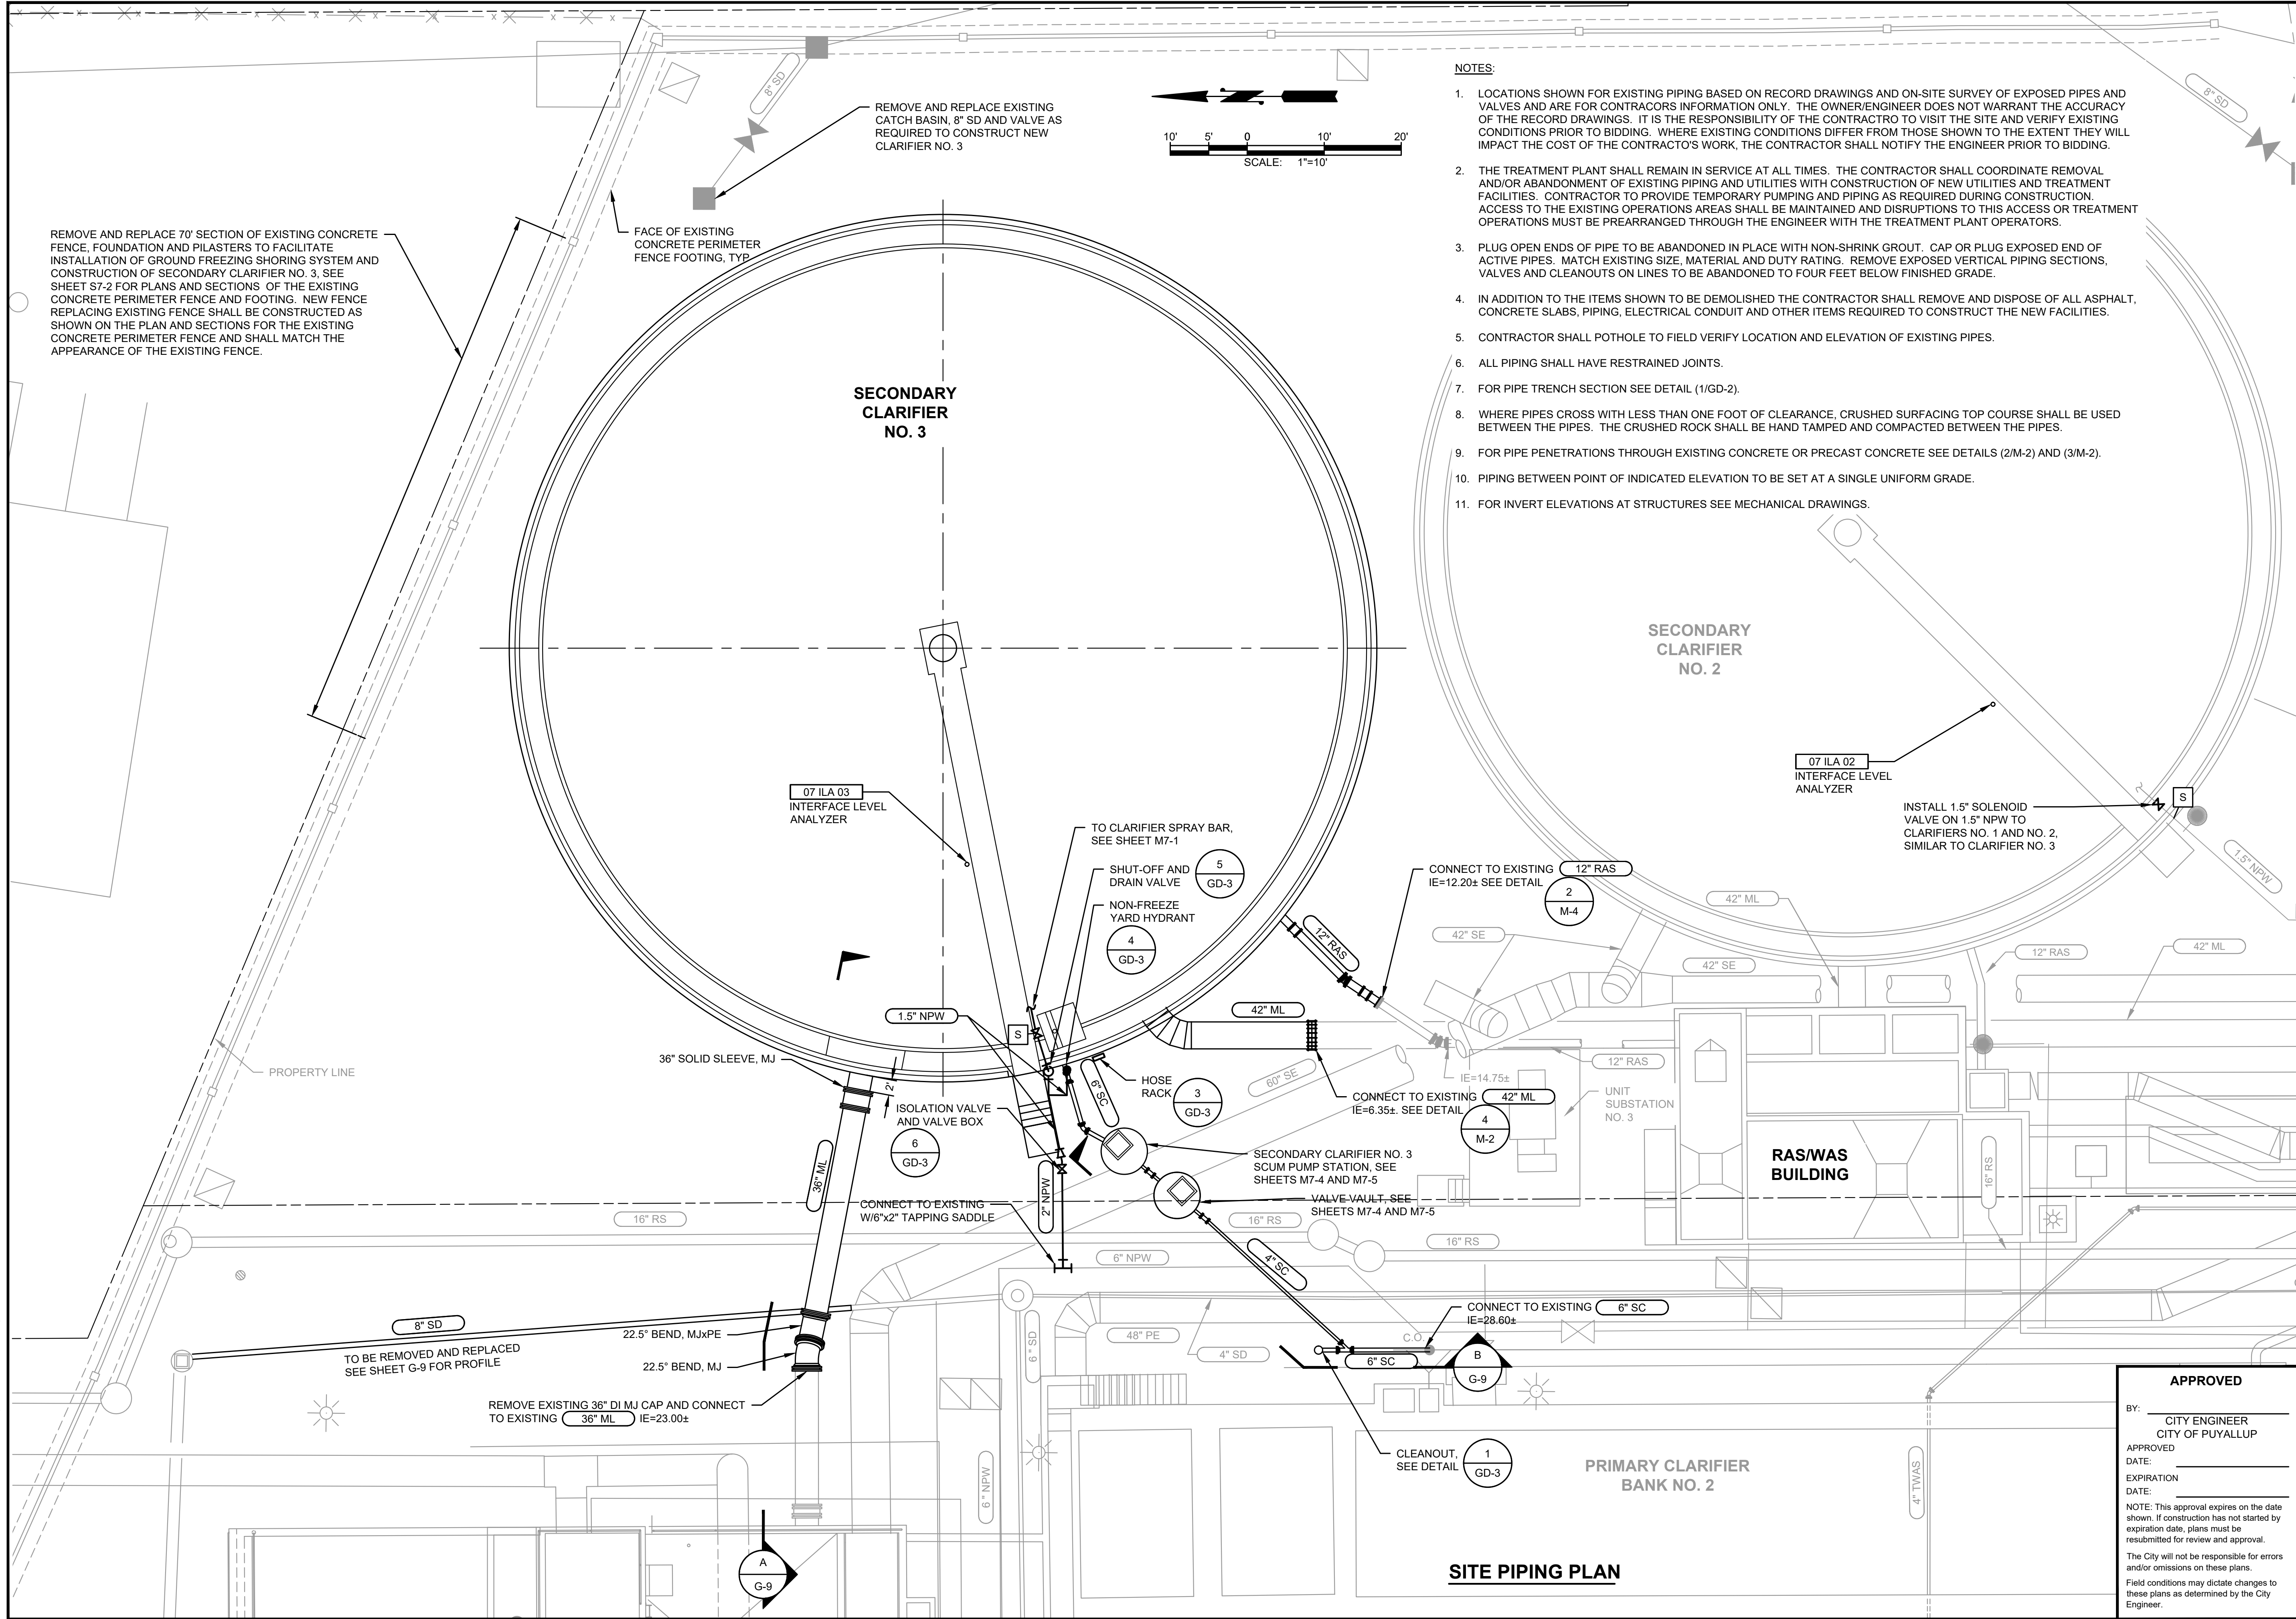 8" SD
REMOVE AND REPLACE EXISTING
CATCH BASIN, 8" SD AND VALVE AS
REQUIRED TO CONSTRUCT NEW
CLARIFIER NO. 3
10' 5' 0 10' 20'
SCALE: 1"=10'
FACE OF EXISTING
CONCRETE PERIMETER
FENCE FOOTING, TYP
REMOVE AND REPLACE 70' SECTION OF EXISTING CONCRETE
FENCE, FOUNDATION AND PILASTERS TO FACILITATE
INSTALLATION OF GROUND FREEZING SHORING SYSTEM AND
CONSTRUCTION OF SECONDARY CLARIFIER NO. 3, SEE
SHEET S7-2 FOR PLANS AND SECTIONS OF THE EXISTING
CONCRETE PERIMETER FENCE AND FOOTING. NEW FENCE
REPLACING EXISTING FENCE SHALL BE CONSTRUCTED AS
SHOWN ON THE PLAN AND SECTIONS FOR THE EXISTING
CONCRETE PERIMETER FENCE AND SHALL MATCH THE
APPEARANCE OF THE EXISTING FENCE.
NOTES:
1. LOCATIONS SHOWN FOR EXISTING PIPING BASED ON RECORD DRAWINGS AND ON-SITE SURVEY OF EXPOSED PIPES AND
VALVES AND ARE FOR CONTRACORS INFORMATION ONLY. THE OWNER/ENGINEER DOES NOT WARRANT THE ACCURACY
OF THE RECORD DRAWINGS. IT IS THE RESPONSIBILITY OF THE CONTRACTRO TO VISIT THE SITE AND VERIFY EXISTING
CONDITIONS PRIOR TO BIDDING. WHERE EXISTING CONDITIONS DIFFER FROM THOSE SHOWN TO THE EXTENT THEY WILL
IMPACT THE COST OF THE CONTRACTO'S WORK, THE CONTRACTOR SHALL NOTIFY THE ENGINEER PRIOR TO BIDDING.
2. THE TREATMENT PLANT SHALL REMAIN IN SERVICE AT ALL TIMES. THE CONTRACTOR SHALL COORDINATE REMOVAL
AND/OR ABANDONMENT OF EXISTING PIPING AND UTILITIES WITH CONSTRUCTION OF NEW UTILITIES AND TREATMENT
FACILITIES. CONTRACTOR TO PROVIDE TEMPORARY PUMPING AND PIPING AS REQUIRED DURING CONSTRUCTION.
ACCESS TO THE EXISTING OPERATIONS AREAS SHALL BE MAINTAINED AND DISRUPTIONS TO THIS ACCESS OR TREATMENT
OPERATIONS MUST BE PREARRANGED THROUGH THE ENGINEER WITH THE TREATMENT PLANT OPERATORS.
3. PLUG OPEN ENDS OF PIPE TO BE ABANDONED IN PLACE WITH NON-SHRINK GROUT. CAP OR PLUG EXPOSED END OF
ACTIVE PIPES. MATCH EXISTING SIZE, MATERIAL AND DUTY RATING. REMOVE EXPOSED VERTICAL PIPING SECTIONS,
VALVES AND CLEANOUTS ON LINES TO BE ABANDONED TO FOUR FEET BELOW FINISHED GRADE.
4. IN ADDITION TO THE ITEMS SHOWN TO BE DEMOLISHED THE CONTRACTOR SHALL REMOVE AND DISPOSE OF ALL ASPHALT,
CONCRETE SLABS, PIPING, ELECTRICAL CONDUIT AND OTHER ITEMS REQUIRED TO CONSTRUCT THE NEW FACILITIES.
5. CONTRACTOR SHALL POTHOLE TO FIELD VERIFY LOCATION AND ELEVATION OF EXISTING PIPES.
6. ALL PIPING SHALL HAVE RESTRAINED JOINTS.
7. FOR PIPE TRENCH SECTION SEE DETAIL (1/GD-2).
8. WHERE PIPES CROSS WITH LESS THAN ONE FOOT OF CLEARANCE, CRUSHED SURFACING TOP COURSE SHALL BE USED
BETWEEN THE PIPES. THE CRUSHED ROCK SHALL BE HAND TAMPED AND COMPACTED BETWEEN THE PIPES.
9. FOR PIPE PENETRATIONS THROUGH EXISTING CONCRETE OR PRECAST CONCRETE SEE DETAILS (2/M-2) AND (3/M-2).
10. PIPING BETWEEN POINT OF INDICATED ELEVATION TO BE SET AT A SINGLE UNIFORM GRADE.
11. FOR INVERT ELEVATIONS AT STRUCTURES SEE MECHANICAL DRAWINGS.
8" SD
SECONDARY
CLARIFIER
NO. 3
SECONDARY
CLARIFIER
NO. 2
07 ILA 03
INTERFACE LEVEL
ANALYZER
07 ILA 02
INTERFACE LEVEL
ANALYZER
INSTALL 1.5" SOLENOID
VALVE ON 1.5" NPW TO
CLARIFIERS NO. 1 AND NO. 2,
SIMILAR TO CLARIFIER NO. 3
S
1.5" NPW
TO CLARIFIER SPRAY BAR,
SEE SHEET M7-1
SHUT-OFF AND
DRAIN VALVE
5
GD-3
NON-FREEZE
YARD HYDRANT
4
GD-3
CONNECT TO EXISTING 12" RAS
IE=12.20± SEE DETAIL
2
M-4
12" RAS
42" SE
42" ML
42" SE
12" RAS
42" ML
1.5" NPW
S
42" ML
36" SOLID SLEEVE, MJ
2'
6" SC
HOSE
RACK
3
GD-3
60" SE
12" RAS
IE=14.75±
UNIT
SUBSTATION
NO. 3
CONNECT TO EXISTING 42" ML
IE=6.35±. SEE DETAIL
4
M-2
PROPERTY LINE
ISOLATION VALVE
AND VALVE BOX
6
GD-3
36" ML
SECONDARY CLARIFIER NO. 3
SCUM PUMP STATION, SEE
SHEETS M7-4 AND M7-5
VALVE VAULT, SEE
SHEETS M7-4 AND M7-5
RAS/WAS
BUILDING
16" RS
CONNECT TO EXISTING
W/6"x2" TAPPING SADDLE
2" NPW
16" RS
16" RS
16" RS
6" NPW
4" SC
8" SD
TO BE REMOVED AND REPLACED
SEE SHEET G-9 FOR PROFILE
22.5° BEND, MJxPE
22.5° BEND, MJ
6" SD
48" PE
4" SD
C.O.
CONNECT TO EXISTING 6" SC
IE=28.60±
6" SC
B
G-9
REMOVE EXISTING 36" DI MJ CAP AND CONNECT
TO EXISTING 36" ML IE=23.00±
6" NPW
CLEANOUT,
SEE DETAIL
1
GD-3
PRIMARY CLARIFIER
BANK NO. 2
4" TWAS
A
G-9
SITE PIPING PLAN
APPROVED
BY:
CITY ENGINEER
CITY OF PUYALLUP
APPROVED
DATE:
EXPIRATION
DATE:
NOTE: This approval expires on the date
shown. If construction has not started by
expiration date, plans must be
resubmitted for review and approval.
The City will not be responsible for errors
and/or omissions on these plans.
Field conditions may dictate changes to
these plans as determined by the City
Engineer.